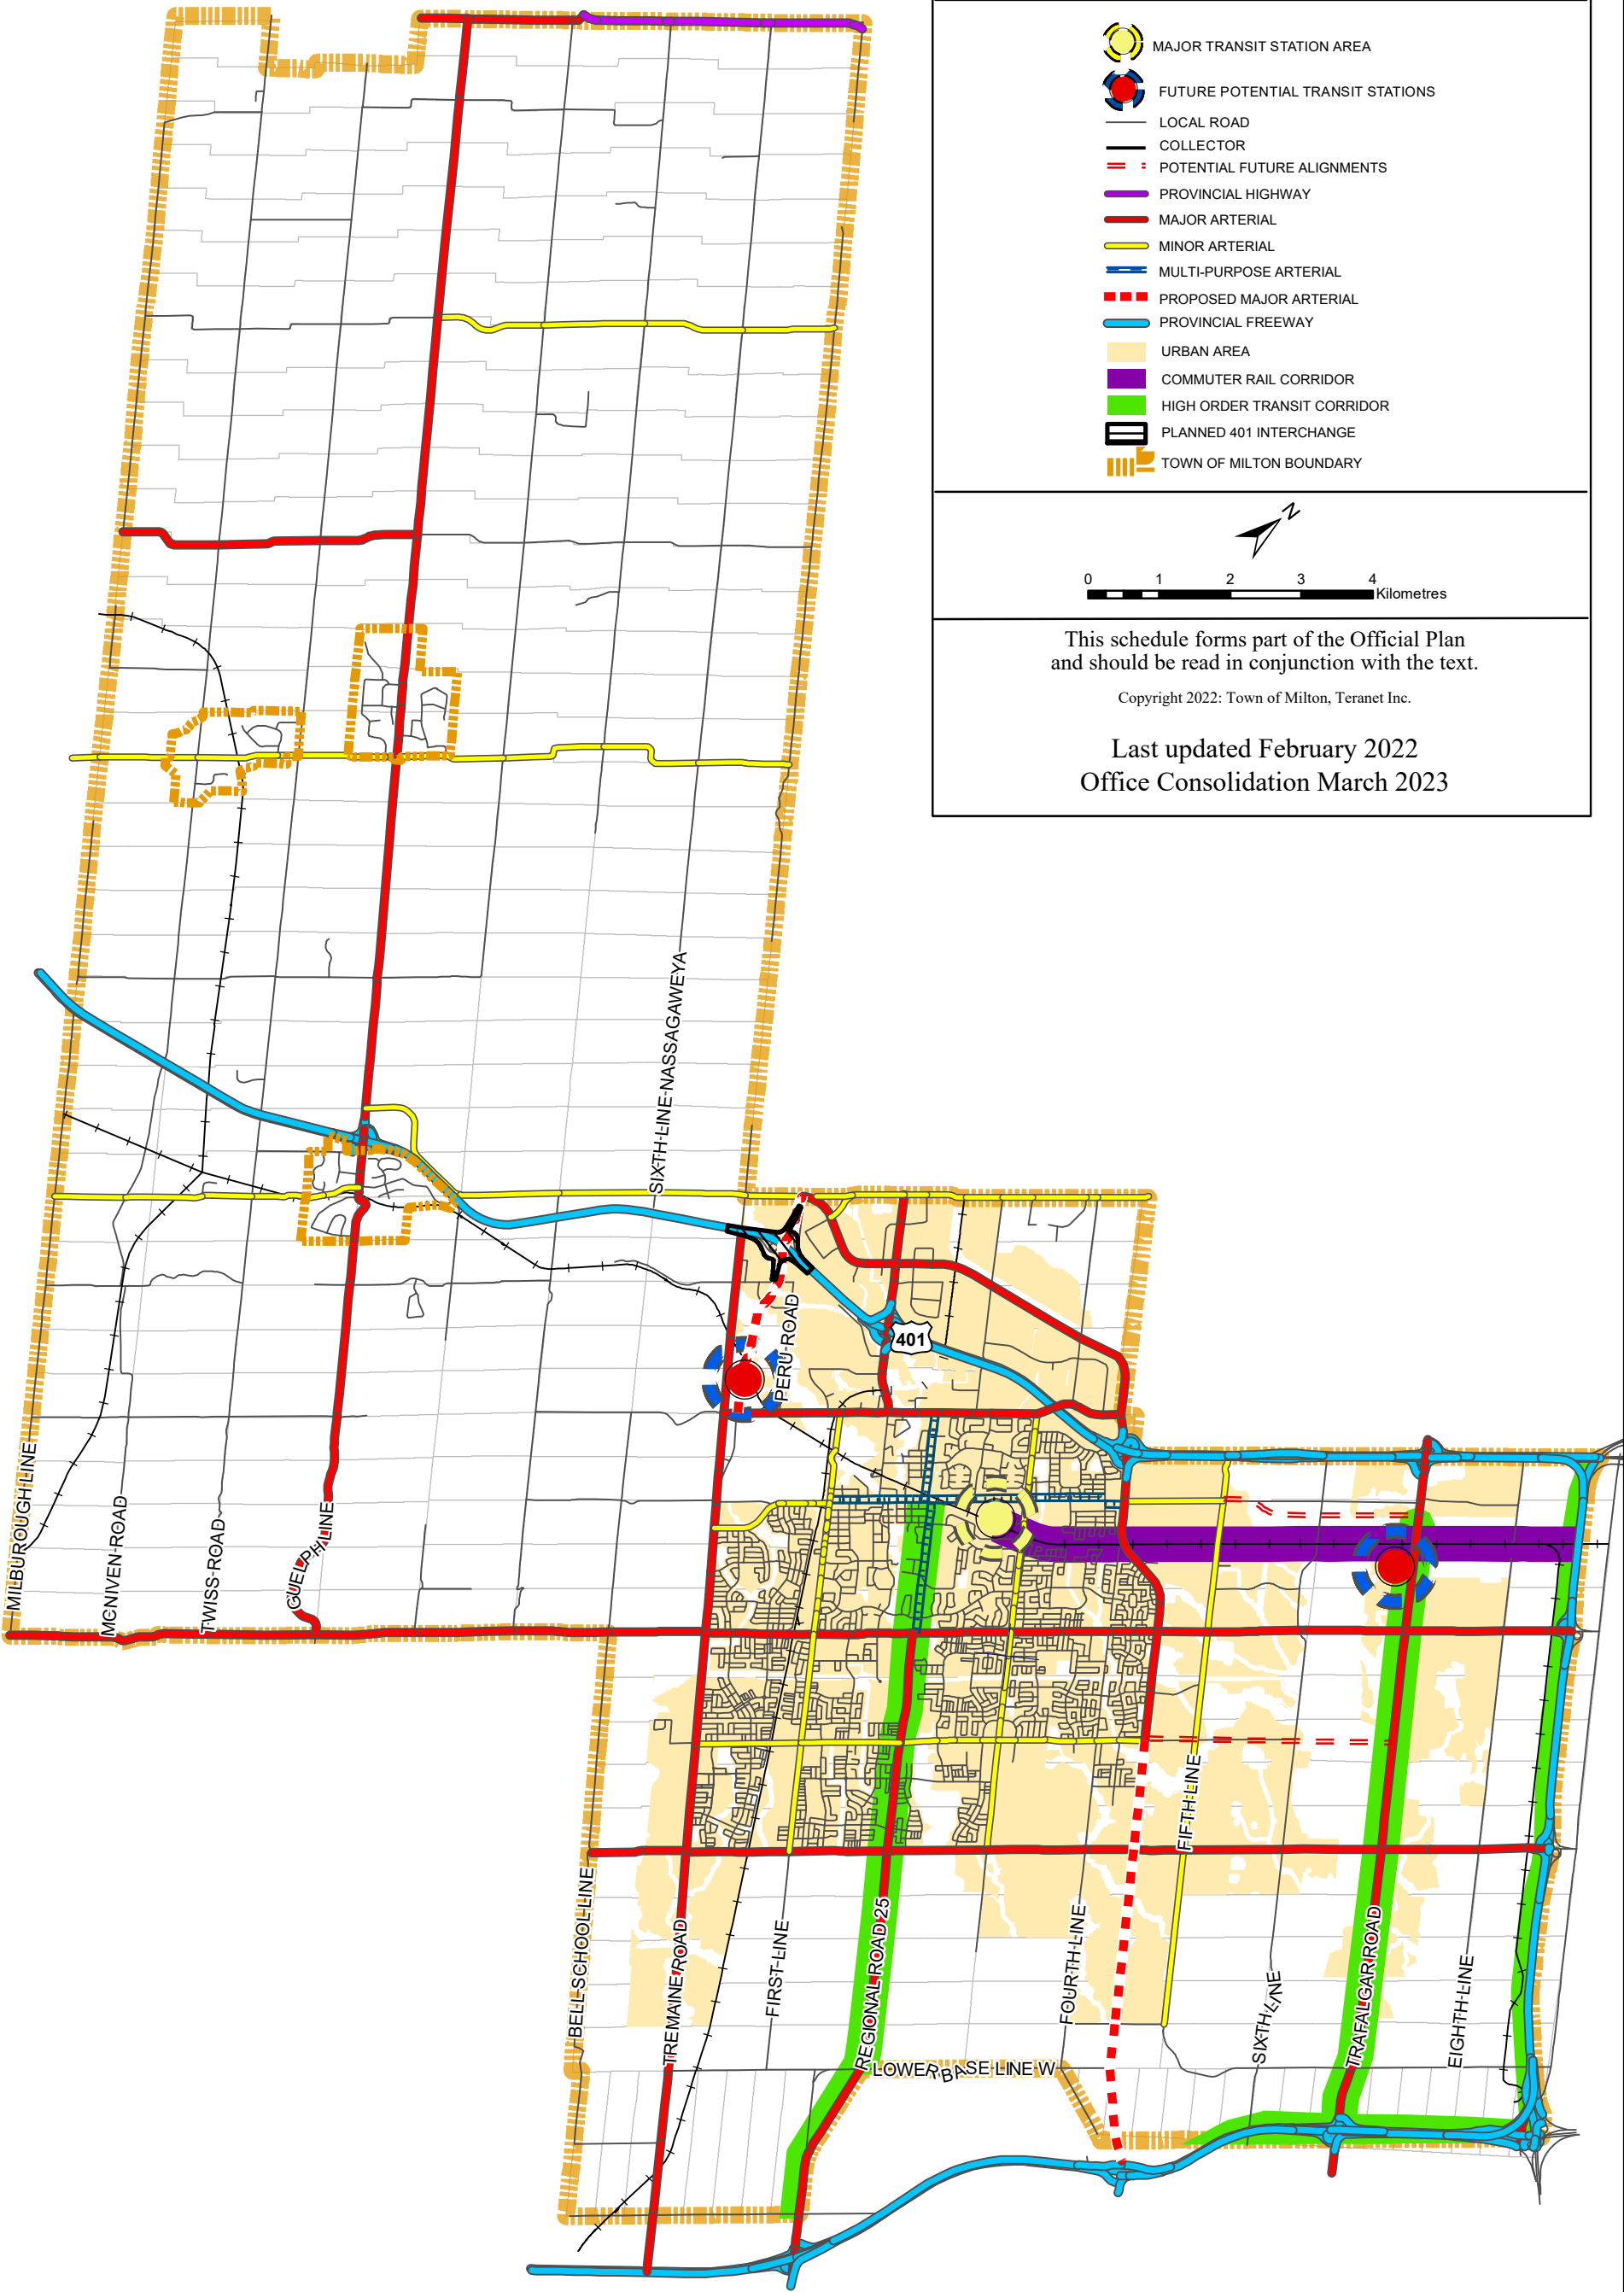 MAJOR TRANSIT STATION AREA
FUTURE POTENTIAL TRANSIT STATIONS
LOCAL ROAD
COLLECTOR
POTENTIAL FUTURE ALIGNMENTS
PROVINCIAL HIGHWAY
MAJOR ARTERIAL
MINOR ARTERIAL
MULTI-PURPOSE ARTERIAL
PROPOSED MAJOR ARTERIAL
PROVINCIAL FREEWAY
URBAN AREA
COMMUTER RAIL CORRIDOR
HIGH ORDER TRANSIT CORRIDOR
PLANNED 401 INTERCHANGE
TOWN OF MILTON BOUNDARY
N
0 1 2 3 4
Kilometres
This schedule forms part of the Official Plan
and should be read in conjunction with the text.
Copyright 2022: Town of Milton, Teranet Inc.
Last updated February 2022
Office Consolidation March 2023
SIXTH LINE NASSAGAWEYA
PERU ROAD
401
MILBUROUGH LINE
MCNIVEN ROAD
TWISS ROAD
GUELPH LINE
BELL SCHOOL LINE
TREMAINE ROAD
FIRST LINE
REGIONAL ROAD 25
LOWER BASE LINE W
FOURTH LINE
FIFTH LINE
SIXTH LINE
TRAFALGAR ROAD
EIGHTH LINE